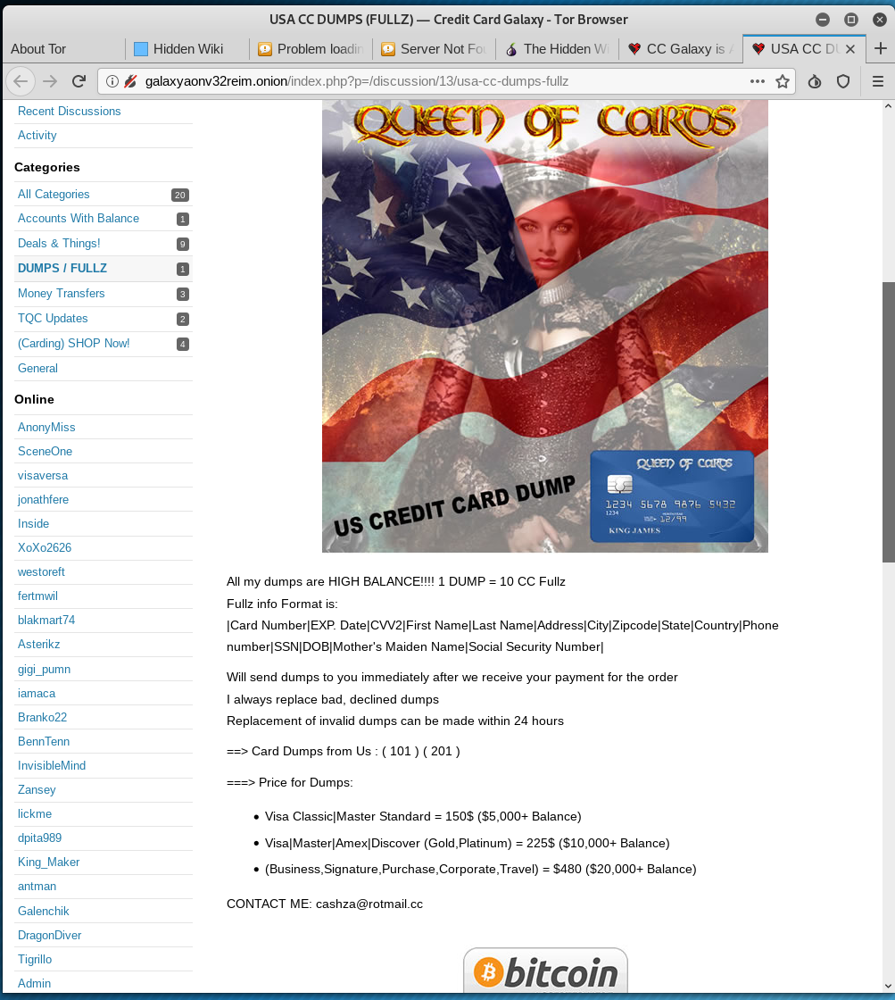 USA CC DUMPS (FULLZ) — Credit Card Galaxy - Tor Browser
About Tor
Hidden Wiki
Problem loadin
Server Not Fou
The Hidden Wi
CC Galaxy is A
USA CC DU
galaxyaonv32reim.onion/index.php?p=/discussion/13/usa-cc-dumps-fullz
Recent Discussions
Activity
Categories
All Categories 20
Accounts With Balance 1
Deals & Things! 9
DUMPS / FULLZ 1
Money Transfers 3
TQC Updates 2
(Carding) SHOP Now! 4
General
Online
AnonyMiss
SceneOne
visaversa
jonathfere
Inside
XoXo2626
westoreft
fertmwil
blakmart74
Asterikz
gigi_pumn
iamaca
Branko22
BennTenn
InvisibleMind
Zansey
lickme
dpita989
King_Maker
antman
Galenchik
DragonDiver
Tigrillo
Admin
QUEEN OF CARDS
US CREDIT CARD DUMP
QUEEN OF CARDS
1234 5678 9876 5432
1234
12/99
KING JAMES
All my dumps are HIGH BALANCE!!!! 1 DUMP = 10 CC Fullz
Fullz info Format is:
|Card Number|EXP. Date|CVV2|First Name|Last Name|Address|City|Zipcode|State|Country|Phone
number|SSN|DOB|Mother's Maiden Name|Social Security Number|
Will send dumps to you immediately after we receive your payment for the order
I always replace bad, declined dumps
Replacement of invalid dumps can be made within 24 hours
==> Card Dumps from Us : ( 101 ) ( 201 )
===> Price for Dumps:
• Visa Classic|Master Standard = 150$ ($5,000+ Balance)
• Visa|Master|Amex|Discover (Gold,Platinum) = 225$ ($10,000+ Balance)
• (Business,Signature,Purchase,Corporate,Travel) = $480 ($20,000+ Balance)
CONTACT ME: cashza@rotmail.cc
bitcoin